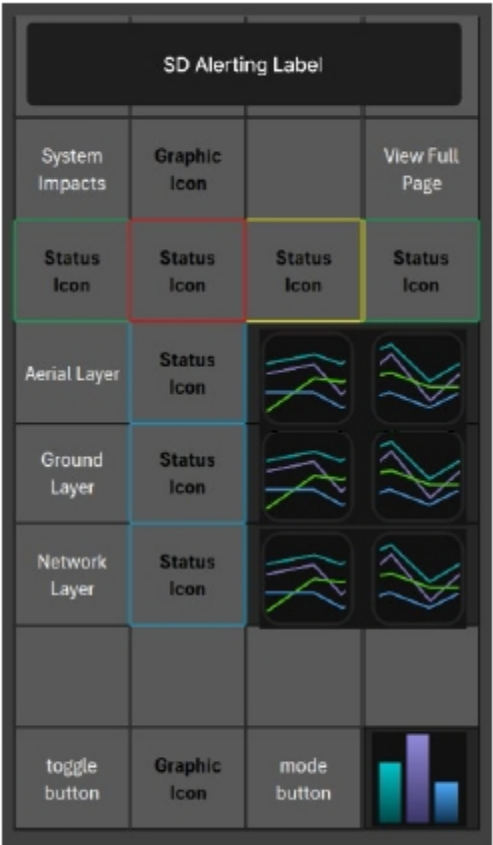 SD Alerting Label
System
Impacts
Graphic
Icon
View Full
Page
Status
Icon
Status
Icon
Status
Icon
Status
Icon
Aerial Layer
Status
Icon
Ground
Layer
Status
Icon
Network
Layer
Status
Icon
toggle
button
Graphic
Icon
mode
button